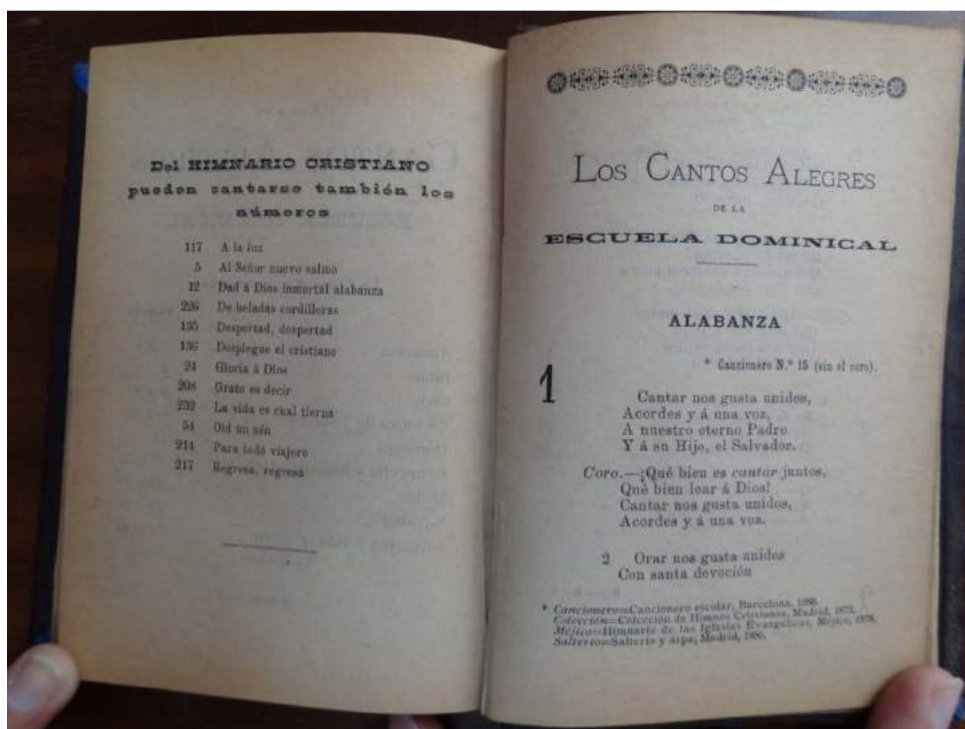 Del HIMNARIO CRISTIANO
pueden cantarse también los
números
117 A la luz
5 Al Señor nuevo salmo
12 Dad á Dios inmortal alabanza
226 De heladas cordilleras
135 Despertad, despertad
136 Despliegue el cristiano
24 Gloria á Dios
208 Grato es decir
232 La vida es cual tierna
54 Oid un són
214 Para todo viajero
217 Regresa, regresa
LOS CANTOS ALEGRES
DE LA
ESCUELA DOMINICAL
ALABANZA
* Cancionero N.º 15 (sin el coro).
1 Cantar nos gusta unidos,
Acordes y á una voz,
A nuestro eterno Padre
Y á su Hijo, el Salvador.
Coro.—¡Qué bien es cantar juntos,
Qué bien loar á Dios!
Cantar nos gusta unidos,
Acordes y á una voz.
2 Orar nos gusta unidos
Con santa devoción
* Cancionero=Cancionero escolar, Barcelona,
Colección=Colección de Himnos Cristianos, Madrid,
Méjico=Himnario de las Iglesias Evangélicas, Méjico,
Salterio=Salterio y arpa, Madrid,